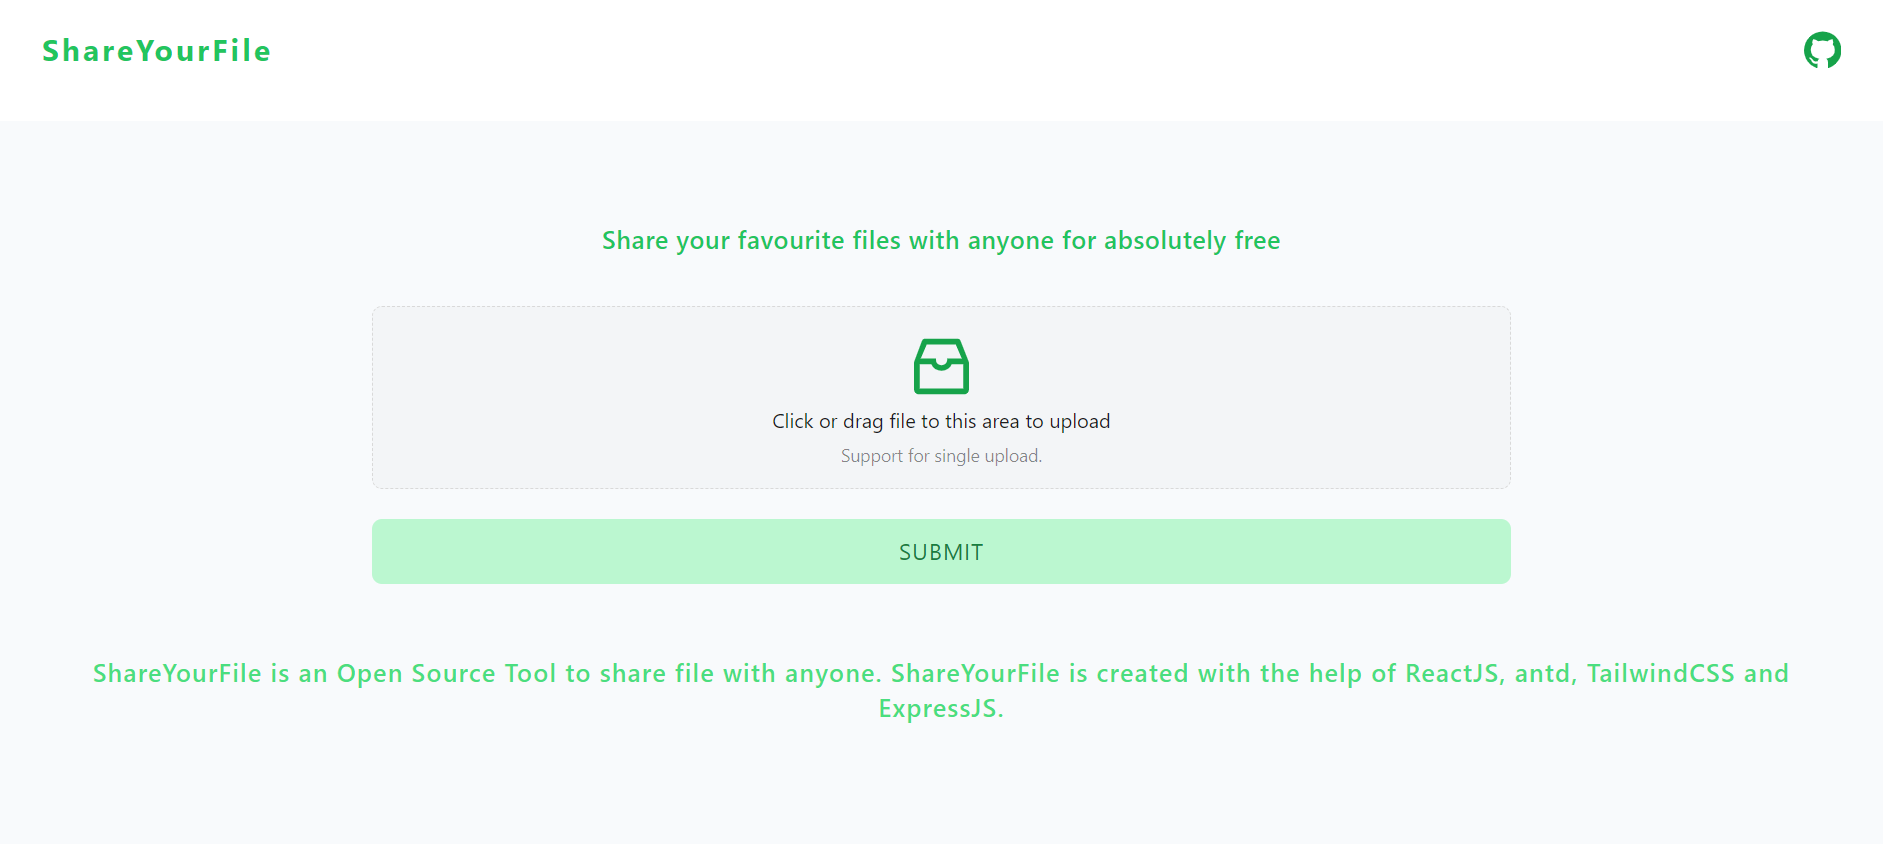 ShareYourFile
Share your favourite files with anyone for absolutely free
Click or drag file to this area to upload
Support for single upload.
SUBMIT
ShareYourFile is an Open Source Tool to share file with anyone. ShareYourFile is created with the help of ReactJS, antd, TailwindCSS and
ExpressJS.